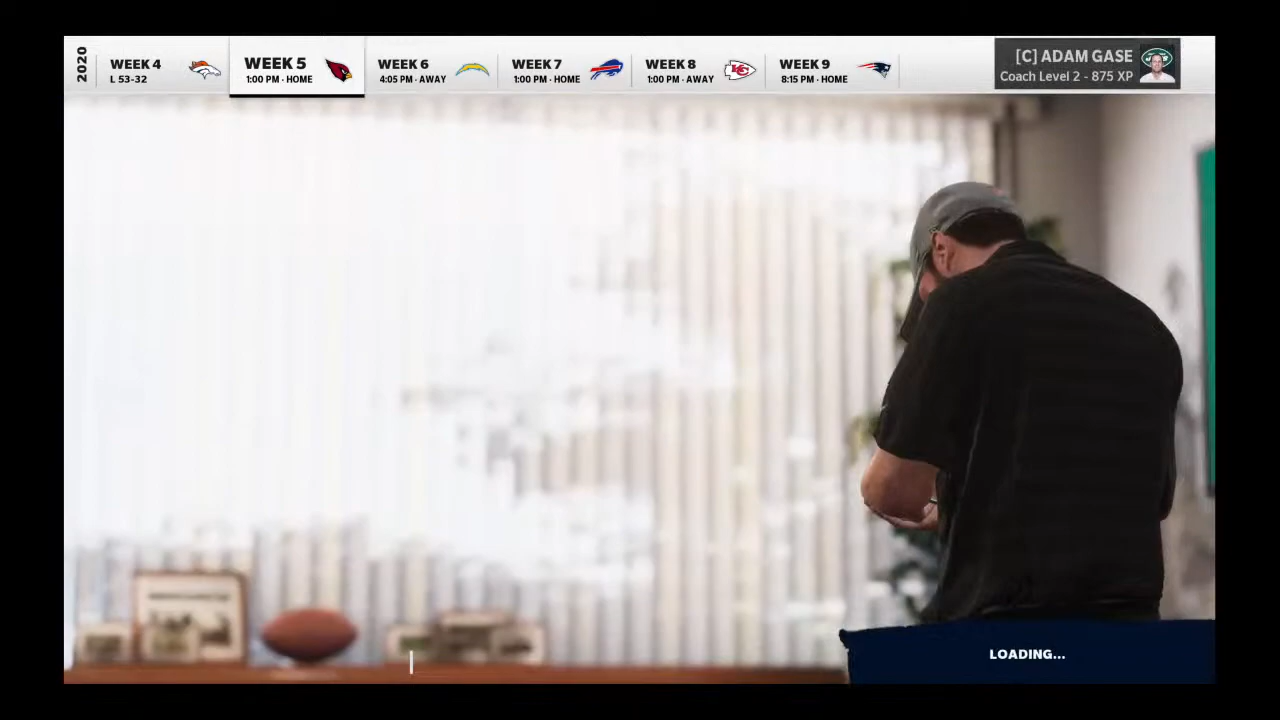 2020
WEEK 4
L 53-32
WEEK 5
1:00 PM · HOME
WEEK 6
4:05 PM · AWAY
WEEK 7
1:00 PM · HOME
WEEK 8
1:00 PM · AWAY
WEEK 9
8:15 PM · HOME
[C] ADAM GASE
Coach Level 2 - 875 XP
LOADING...